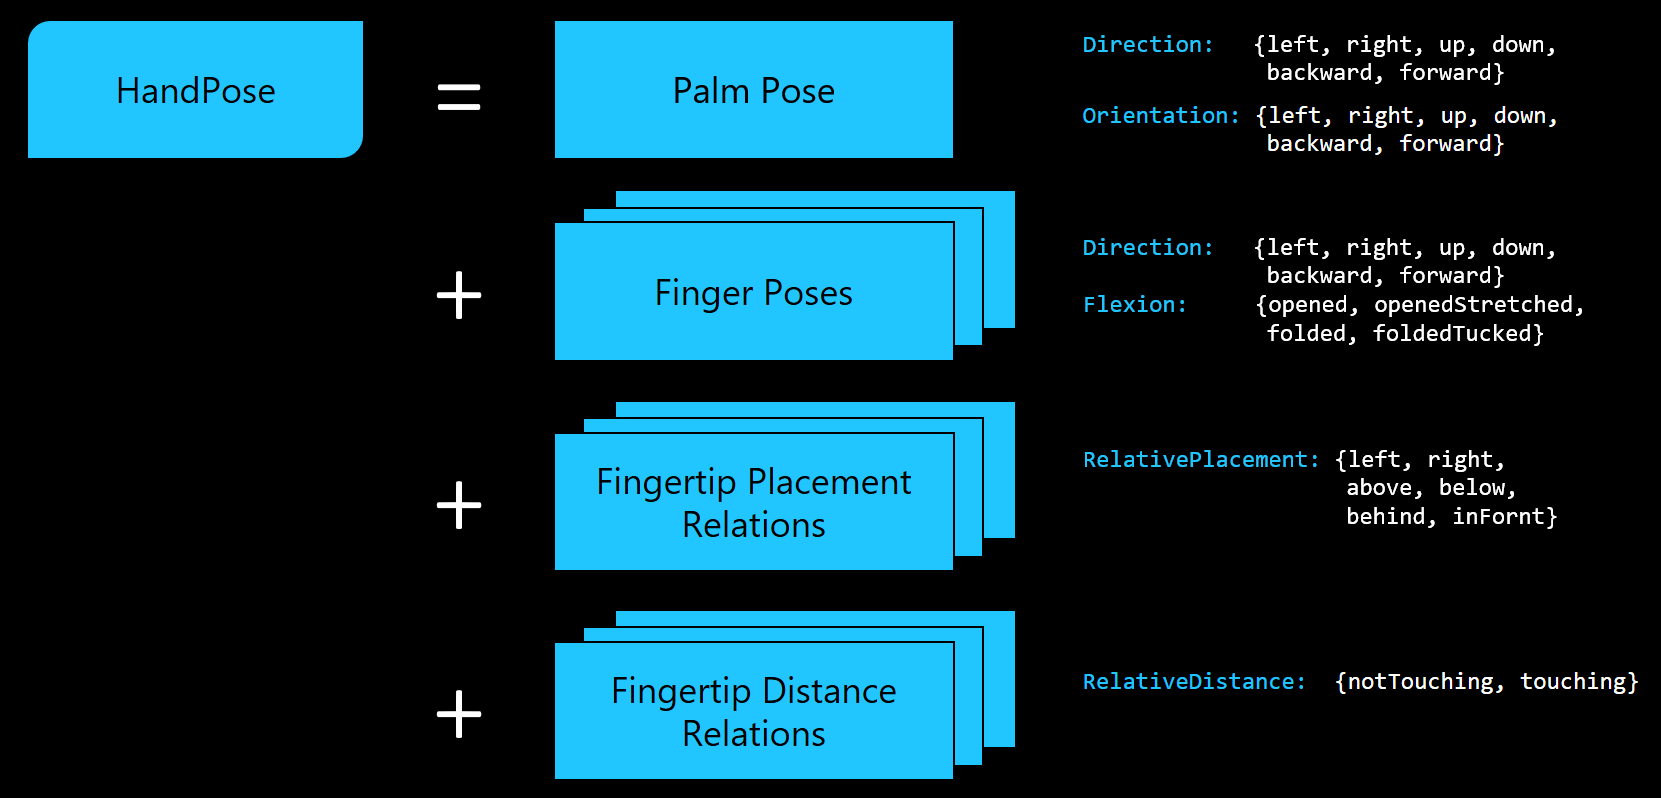 HandPose
=
Palm Pose
Direction: {left, right, up, down,
backward, forward}
Orientation: {left, right, up, down,
backward, forward}
+
Finger Poses
Direction: {left, right, up, down,
backward, forward}
Flexion: {opened, openedStretched,
folded, foldedTucked}
+
Fingertip Placement
Relations
RelativePlacement: {left, right,
above, below,
behind, inFornt}
+
Fingertip Distance
Relations
RelativeDistance: {notTouching, touching}